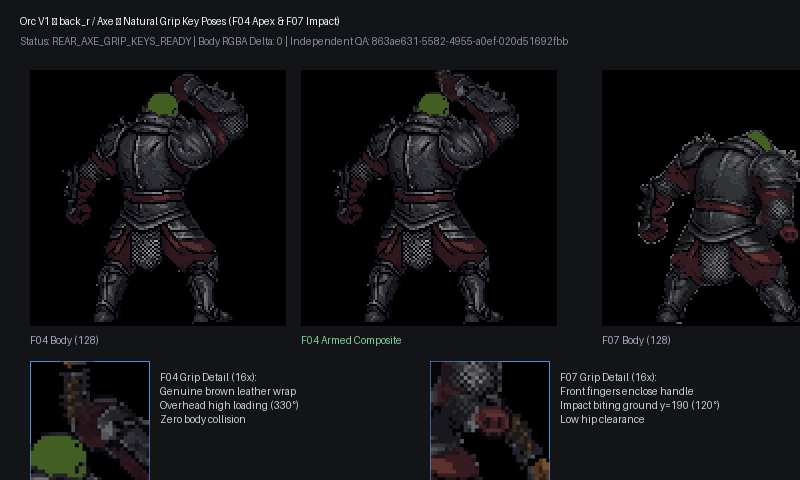 Orc V1 ☒ back_r / Axe ☒ Natural Grip Key Poses (F04 Apex & F07 Impact)
Status: REAR_AXE_GRIP_KEYS_READY | Body RGBA Delta: 0 | Independent QA: 863ae631-5582-4955-a0ef-020d51692fbb
F04 Body (128)
F04 Armed Composite
F07 Body (128)
F04 Grip Detail (16x):
Genuine brown leather wrap
Overhead high loading (330°)
Zero body collision
F07 Grip Detail (16x):
Front fingers enclose handle
Impact biting ground y=190 (120°)
Low hip clearance